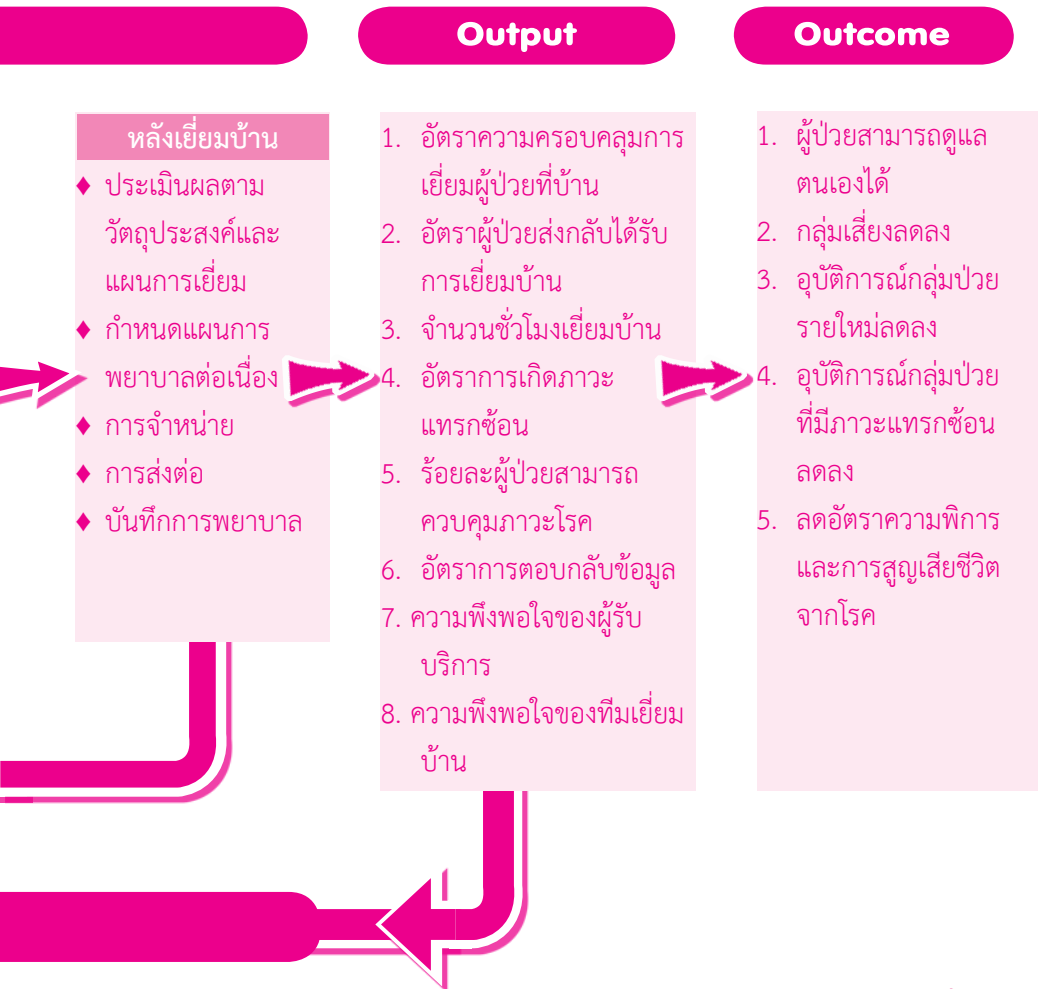 Output
Outcome
หลังเยี่ยมบ้าน
♦ ประเมินผลตาม
วัตถุประสงค์และ
แผนการเยี่ยม
♦ กำหนดแผนการ
พยาบาลต่อเนื่อง
♦ การจำหน่าย
♦ การส่งต่อ
♦ บันทึกการพยาบาล
1. อัตราความครอบคลุมการ
เยี่ยมผู้ป่วยที่บ้าน
2. อัตราผู้ป่วยส่งกลับได้รับ
การเยี่ยมบ้าน
3. จำนวนชั่วโมงเยี่ยมบ้าน
4. อัตราการเกิดภาวะ
แทรกซ้อน
5. ร้อยละผู้ป่วยสามารถ
ควบคุมภาวะโรค
6. อัตราการตอบกลับข้อมูล
7. ความพึงพอใจของผู้รับ
บริการ
8. ความพึงพอใจของทีมเยี่ยม
บ้าน
1. ผู้ป่วยสามารถดูแล
ตนเองได้
2. กลุ่มเสี่ยงลดลง
3. อุบัติการณ์กลุ่มป่วย
รายใหม่ลดลง
4. อุบัติการณ์กลุ่มป่วย
ที่มีภาวะแทรกซ้อน
ลดลง
5. ลดอัตราความพิการ
และการสูญเสียชีวิต
จากโรค